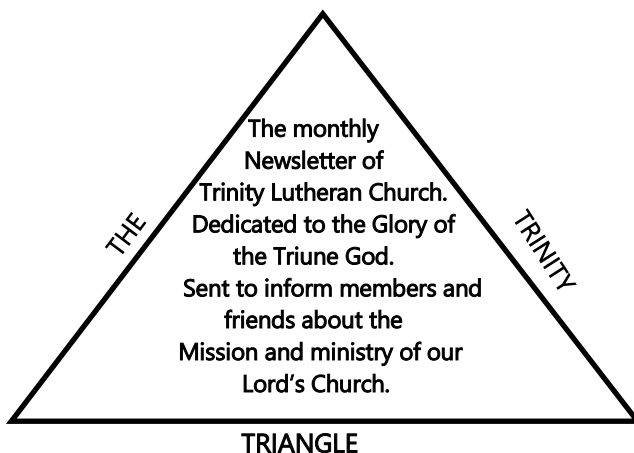 The monthly
Newsletter of
Trinity Lutheran Church.
Dedicated to the Glory of
the Triune God.
Sent to inform members and
friends about the
Mission and ministry of our
Lord's Church.
THE
TRINITY
TRIANGLE